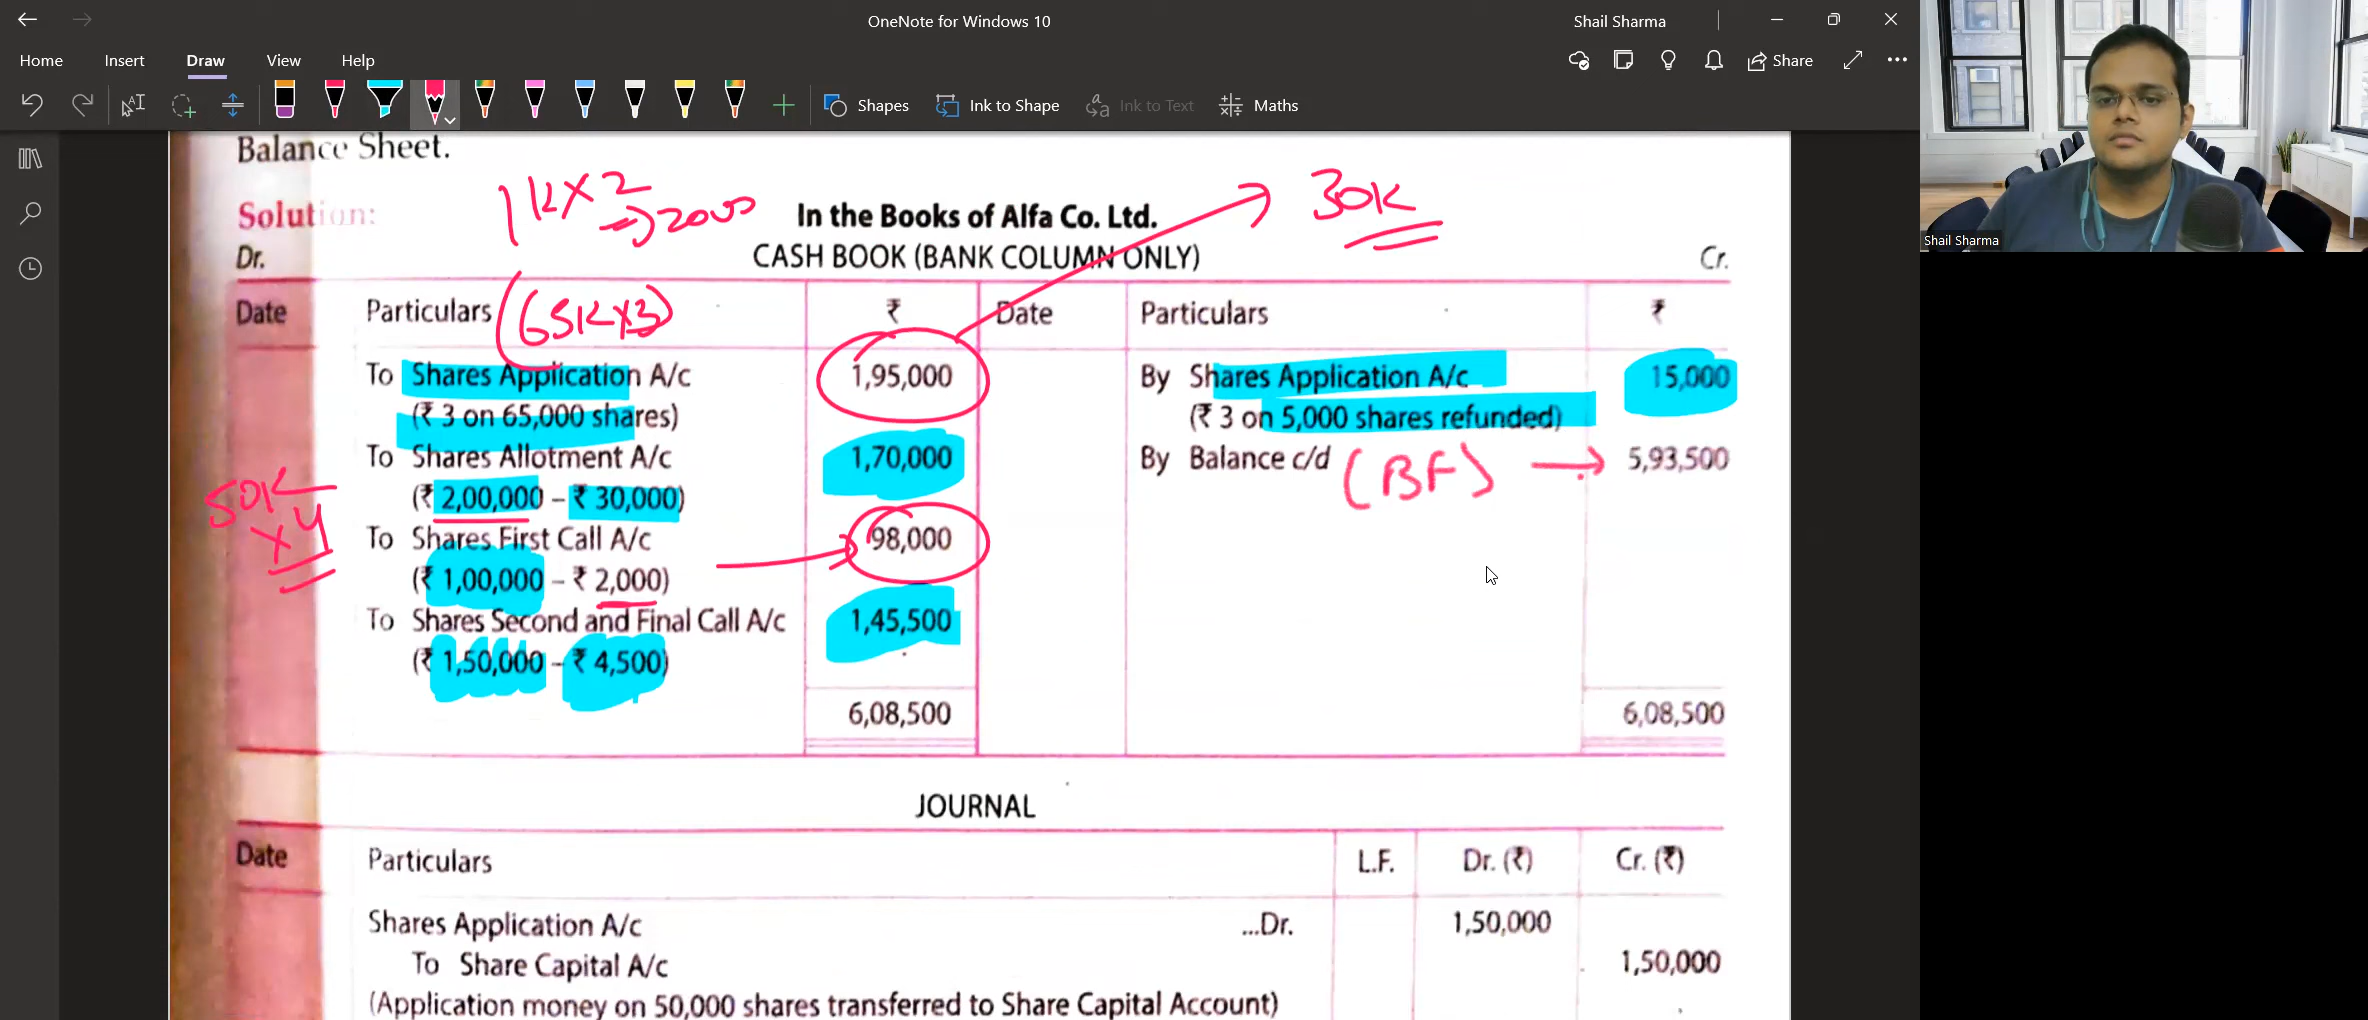 OneNote for Windows 10
Shail Sharma
Home Insert Draw View Help
Share
Shapes Ink to Shape Ink to Text Maths
Shail Sharma
Balance Sheet.
1K×2
⇒2000
30K
Solution:
In the Books of Alfa Co. Ltd.
Dr. CASH BOOK (BANK COLUMN ONLY) Cr.
Date Particulars ₹ Date Particulars ₹
(65K×3)
To Shares Application A/c 1,95,000 By Shares Application A/c 15,000
(₹ 3 on 65,000 shares) (₹ 3 on 5,000 shares refunded)
To Shares Allotment A/c 1,70,000 By Balance c/d (BF) → 5,93,500
(₹ 2,00,000 – ₹ 30,000)
50K
×4
To Shares First Call A/c 98,000
(₹ 1,00,000 – ₹ 2,000)
To Shares Second and Final Call A/c 1,45,500
(₹ 1,50,000 – ₹ 4,500)
6,08,500 6,08,500
JOURNAL
Date Particulars L.F. Dr. (₹) Cr. (₹)
Shares Application A/c ...Dr. 1,50,000
To Share Capital A/c 1,50,000
(Application money on 50,000 shares transferred to Share Capital Account)